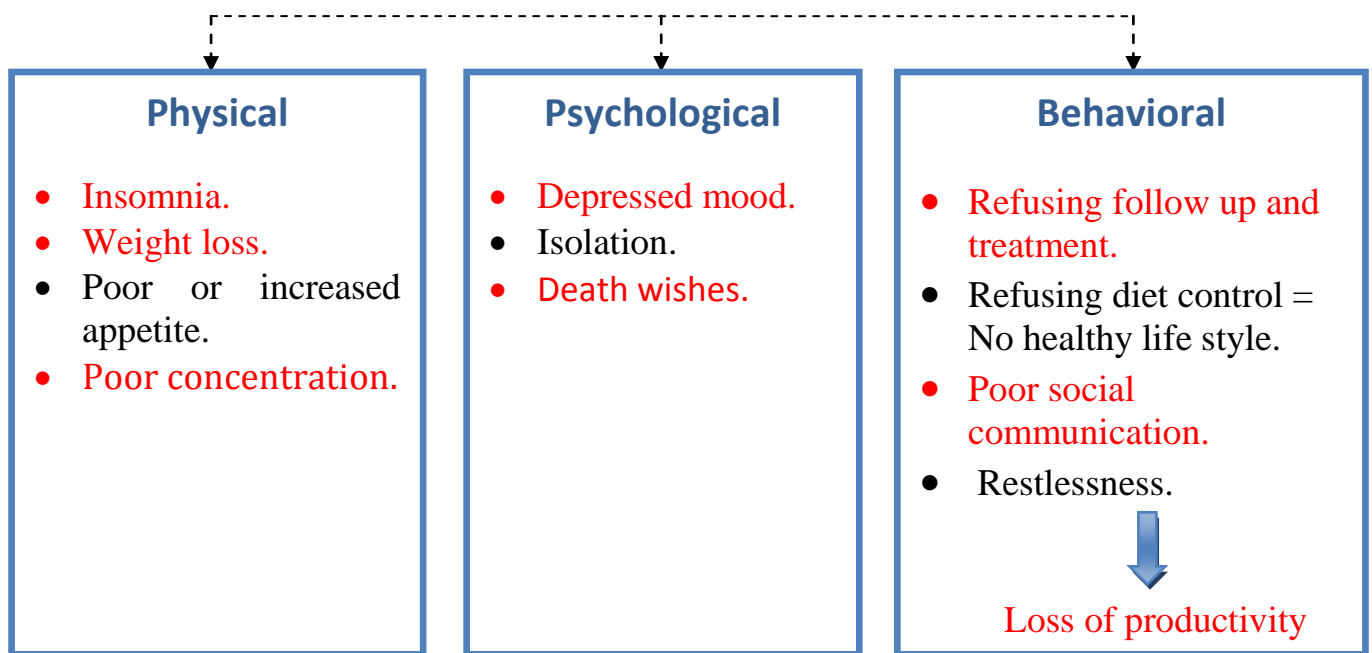 Physical
• Insomnia.
• Weight loss.
• Poor or increased
appetite.
• Poor concentration.
Psychological
• Depressed mood.
• Isolation.
• Death wishes.
Behavioral
• Refusing follow up and
treatment.
• Refusing diet control =
No healthy life style.
• Poor social
communication.
• Restlessness.
Loss of productivity